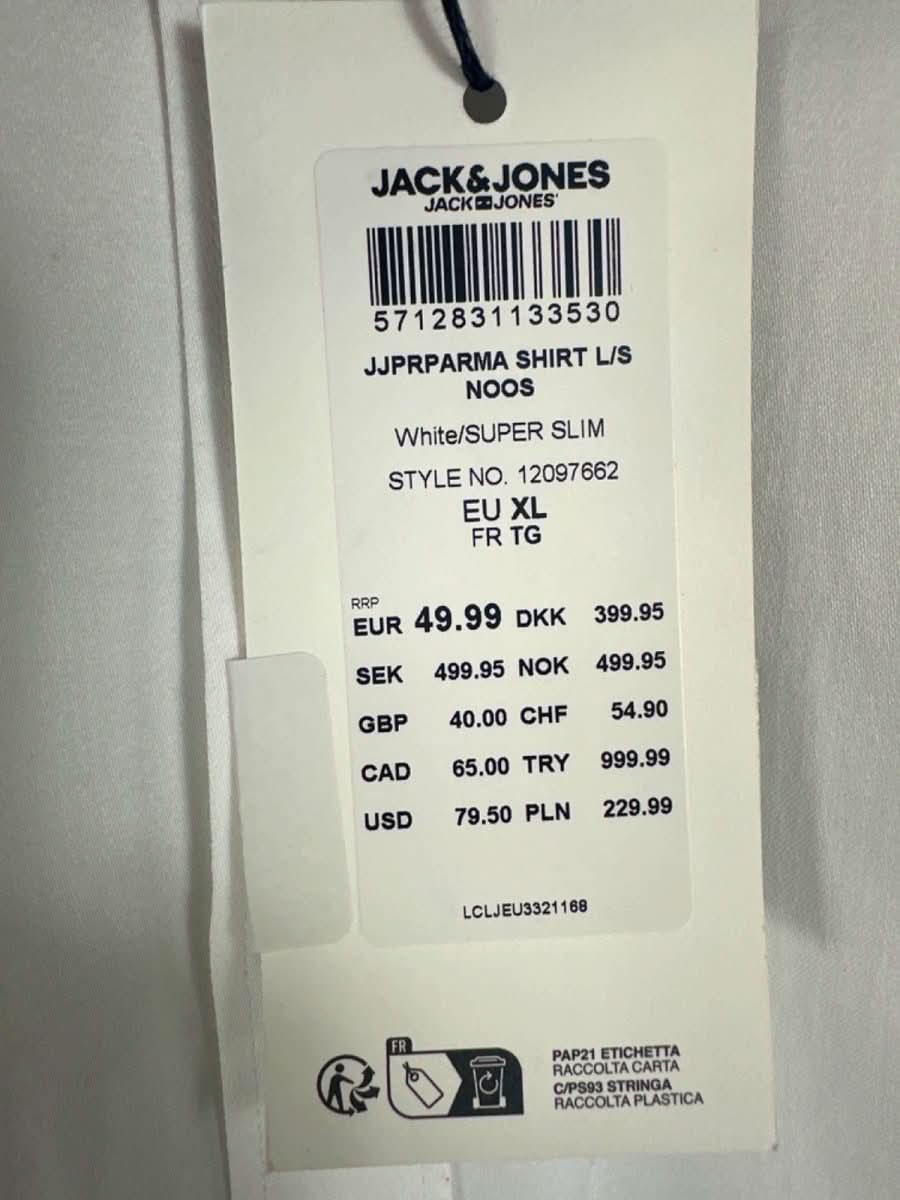 JACK&JONES
JACK JONES
5712831133530
JJPRPARMA SHIRT L/S
NOOS
White/SUPER SLIM
STYLE NO. 12097662
EU XL
FR TG
RRP
EUR 49.99 DKK 399.95
SEK 499.95 NOK 499.95
GBP 40.00 CHF 54.90
CAD 65.00 TRY 999.99
USD 79.50 PLN 229.99
LCLJEU3321168
FR
PAP21 ETICHETTA
RACCOLTA CARTA
C/PS93 STRINGA
RACCOLTA PLASTICA